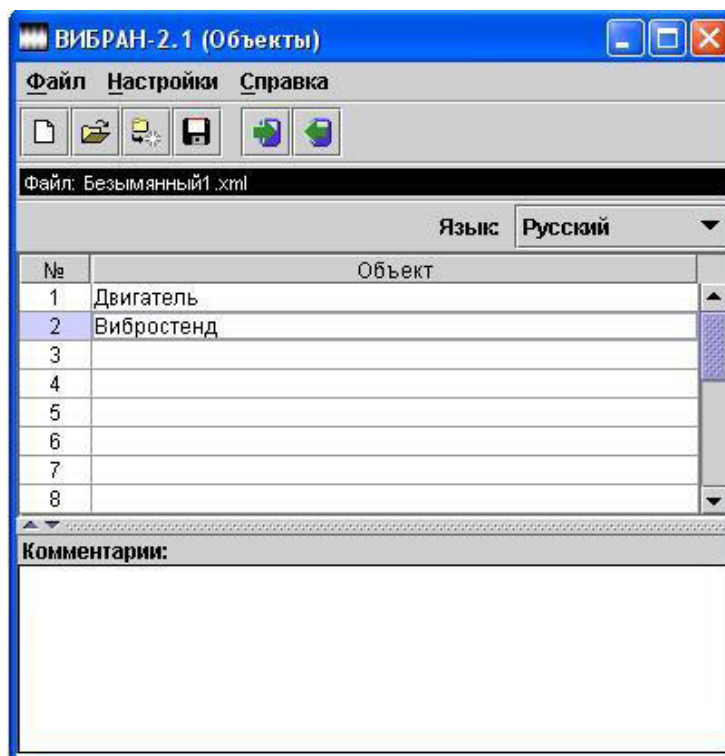 ВИБРАН-2.1 (Объекты)
Файл Настройки Справка
Файл: Безымянный1.xml
Язык: Русский
№ Объект
1 Двигатель
2 Вибростенд
3
4
5
6
7
8
Комментарии: